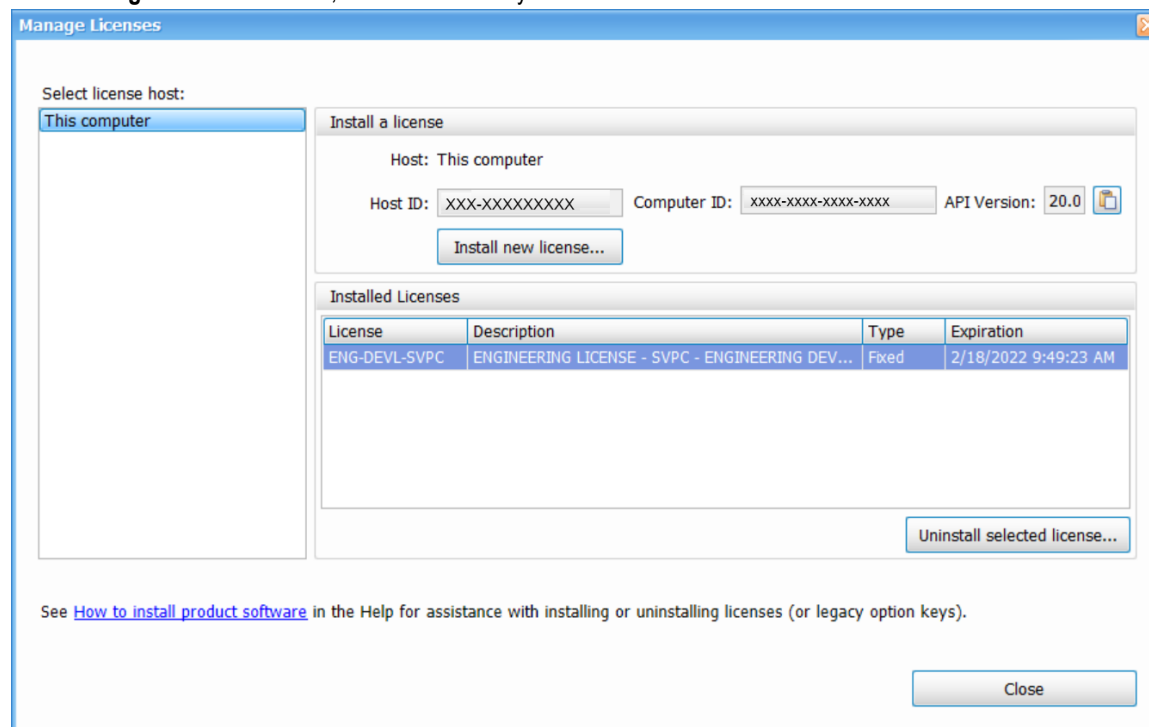 Manage Licenses
Select license host:
This computer
Install a license
Host: This computer
Host ID: XXX-XXXXXXXXX Computer ID: xxxx-xxxx-xxxx-xxxx API Version: 20.0
Install new license...
Installed Licenses
License Description Type Expiration
ENG-DEVL-SVPC ENGINEERING LICENSE - SVPC - ENGINEERING DEV... Fixed 2/18/2022 9:49:23 AM
Uninstall selected license...
See How to install product software in the Help for assistance with installing or uninstalling licenses (or legacy option keys).
Close